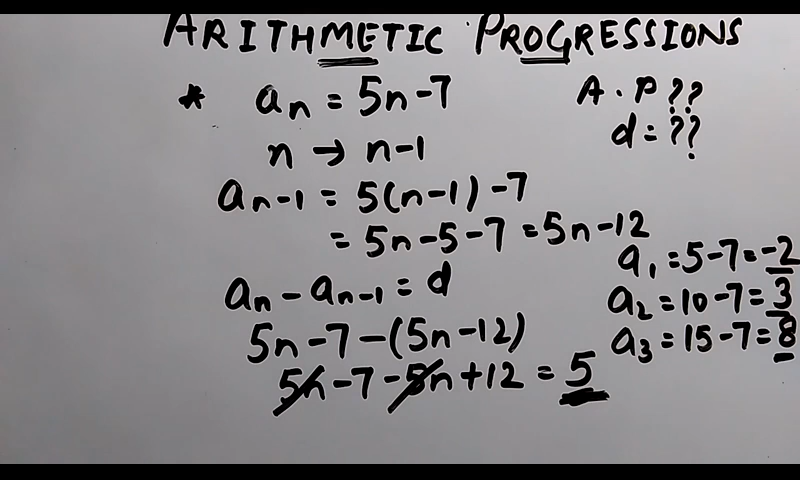 ARITHMETIC PROGRESSIONS
* aₙ = 5n-7
A.P ??
d = ??
n → n-1
aₙ₋₁ = 5(n-1) -7
= 5n-5-7 = 5n-12
aₙ - aₙ₋₁ = d
5n-7-(5n-12)
5n-7-5n+12 = 5
a₁ = 5-7 = -2
a₂ = 10-7 = 3
a₃ = 15-7 = 8